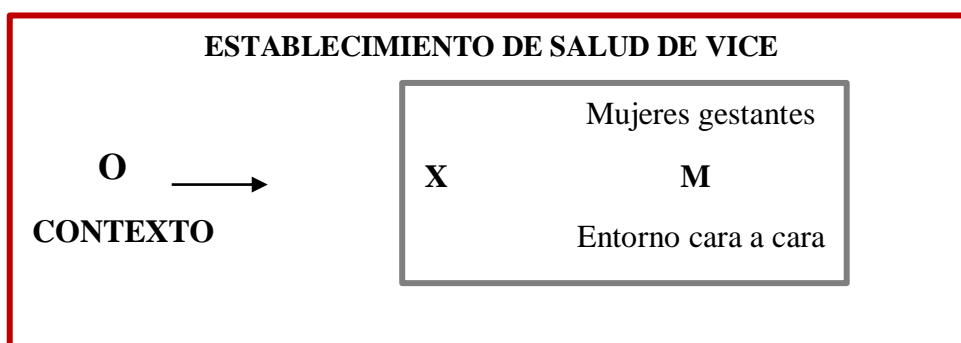 ESTABLECIMIENTO DE SALUD DE VICE
Mujeres gestantes
O
X
M
CONTEXTO
Entorno cara a cara